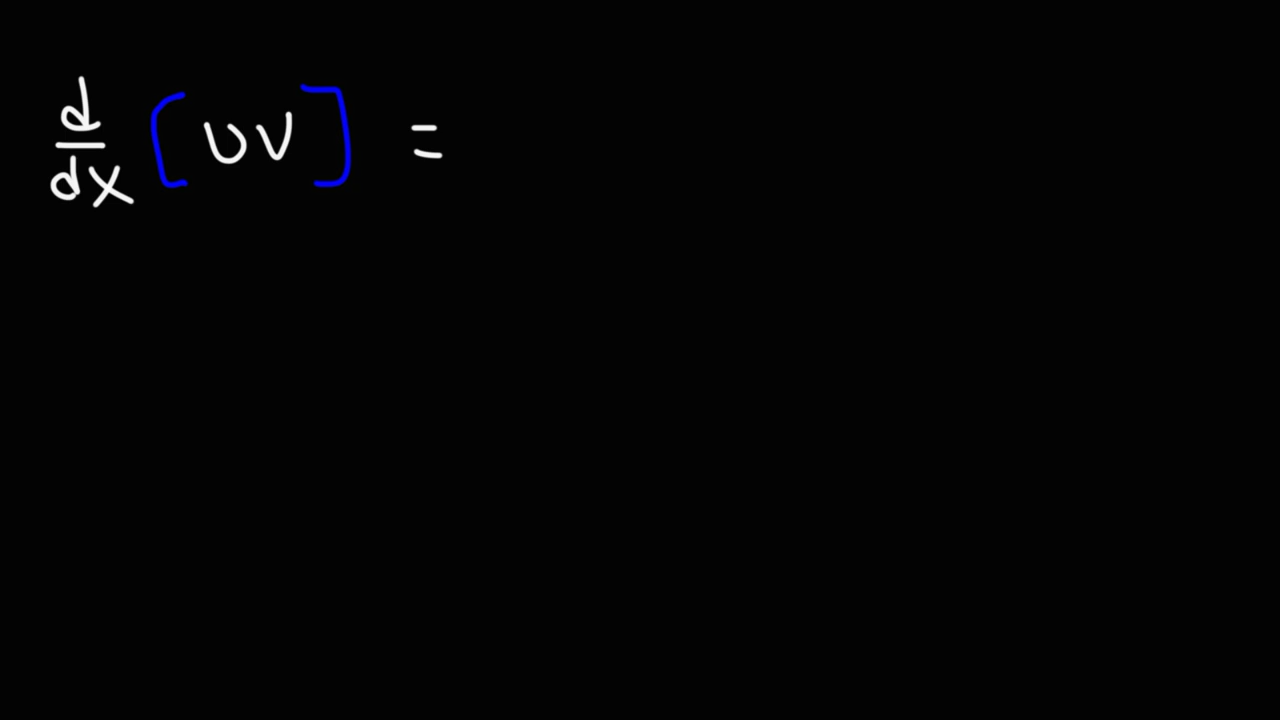 d/dx [UV] =